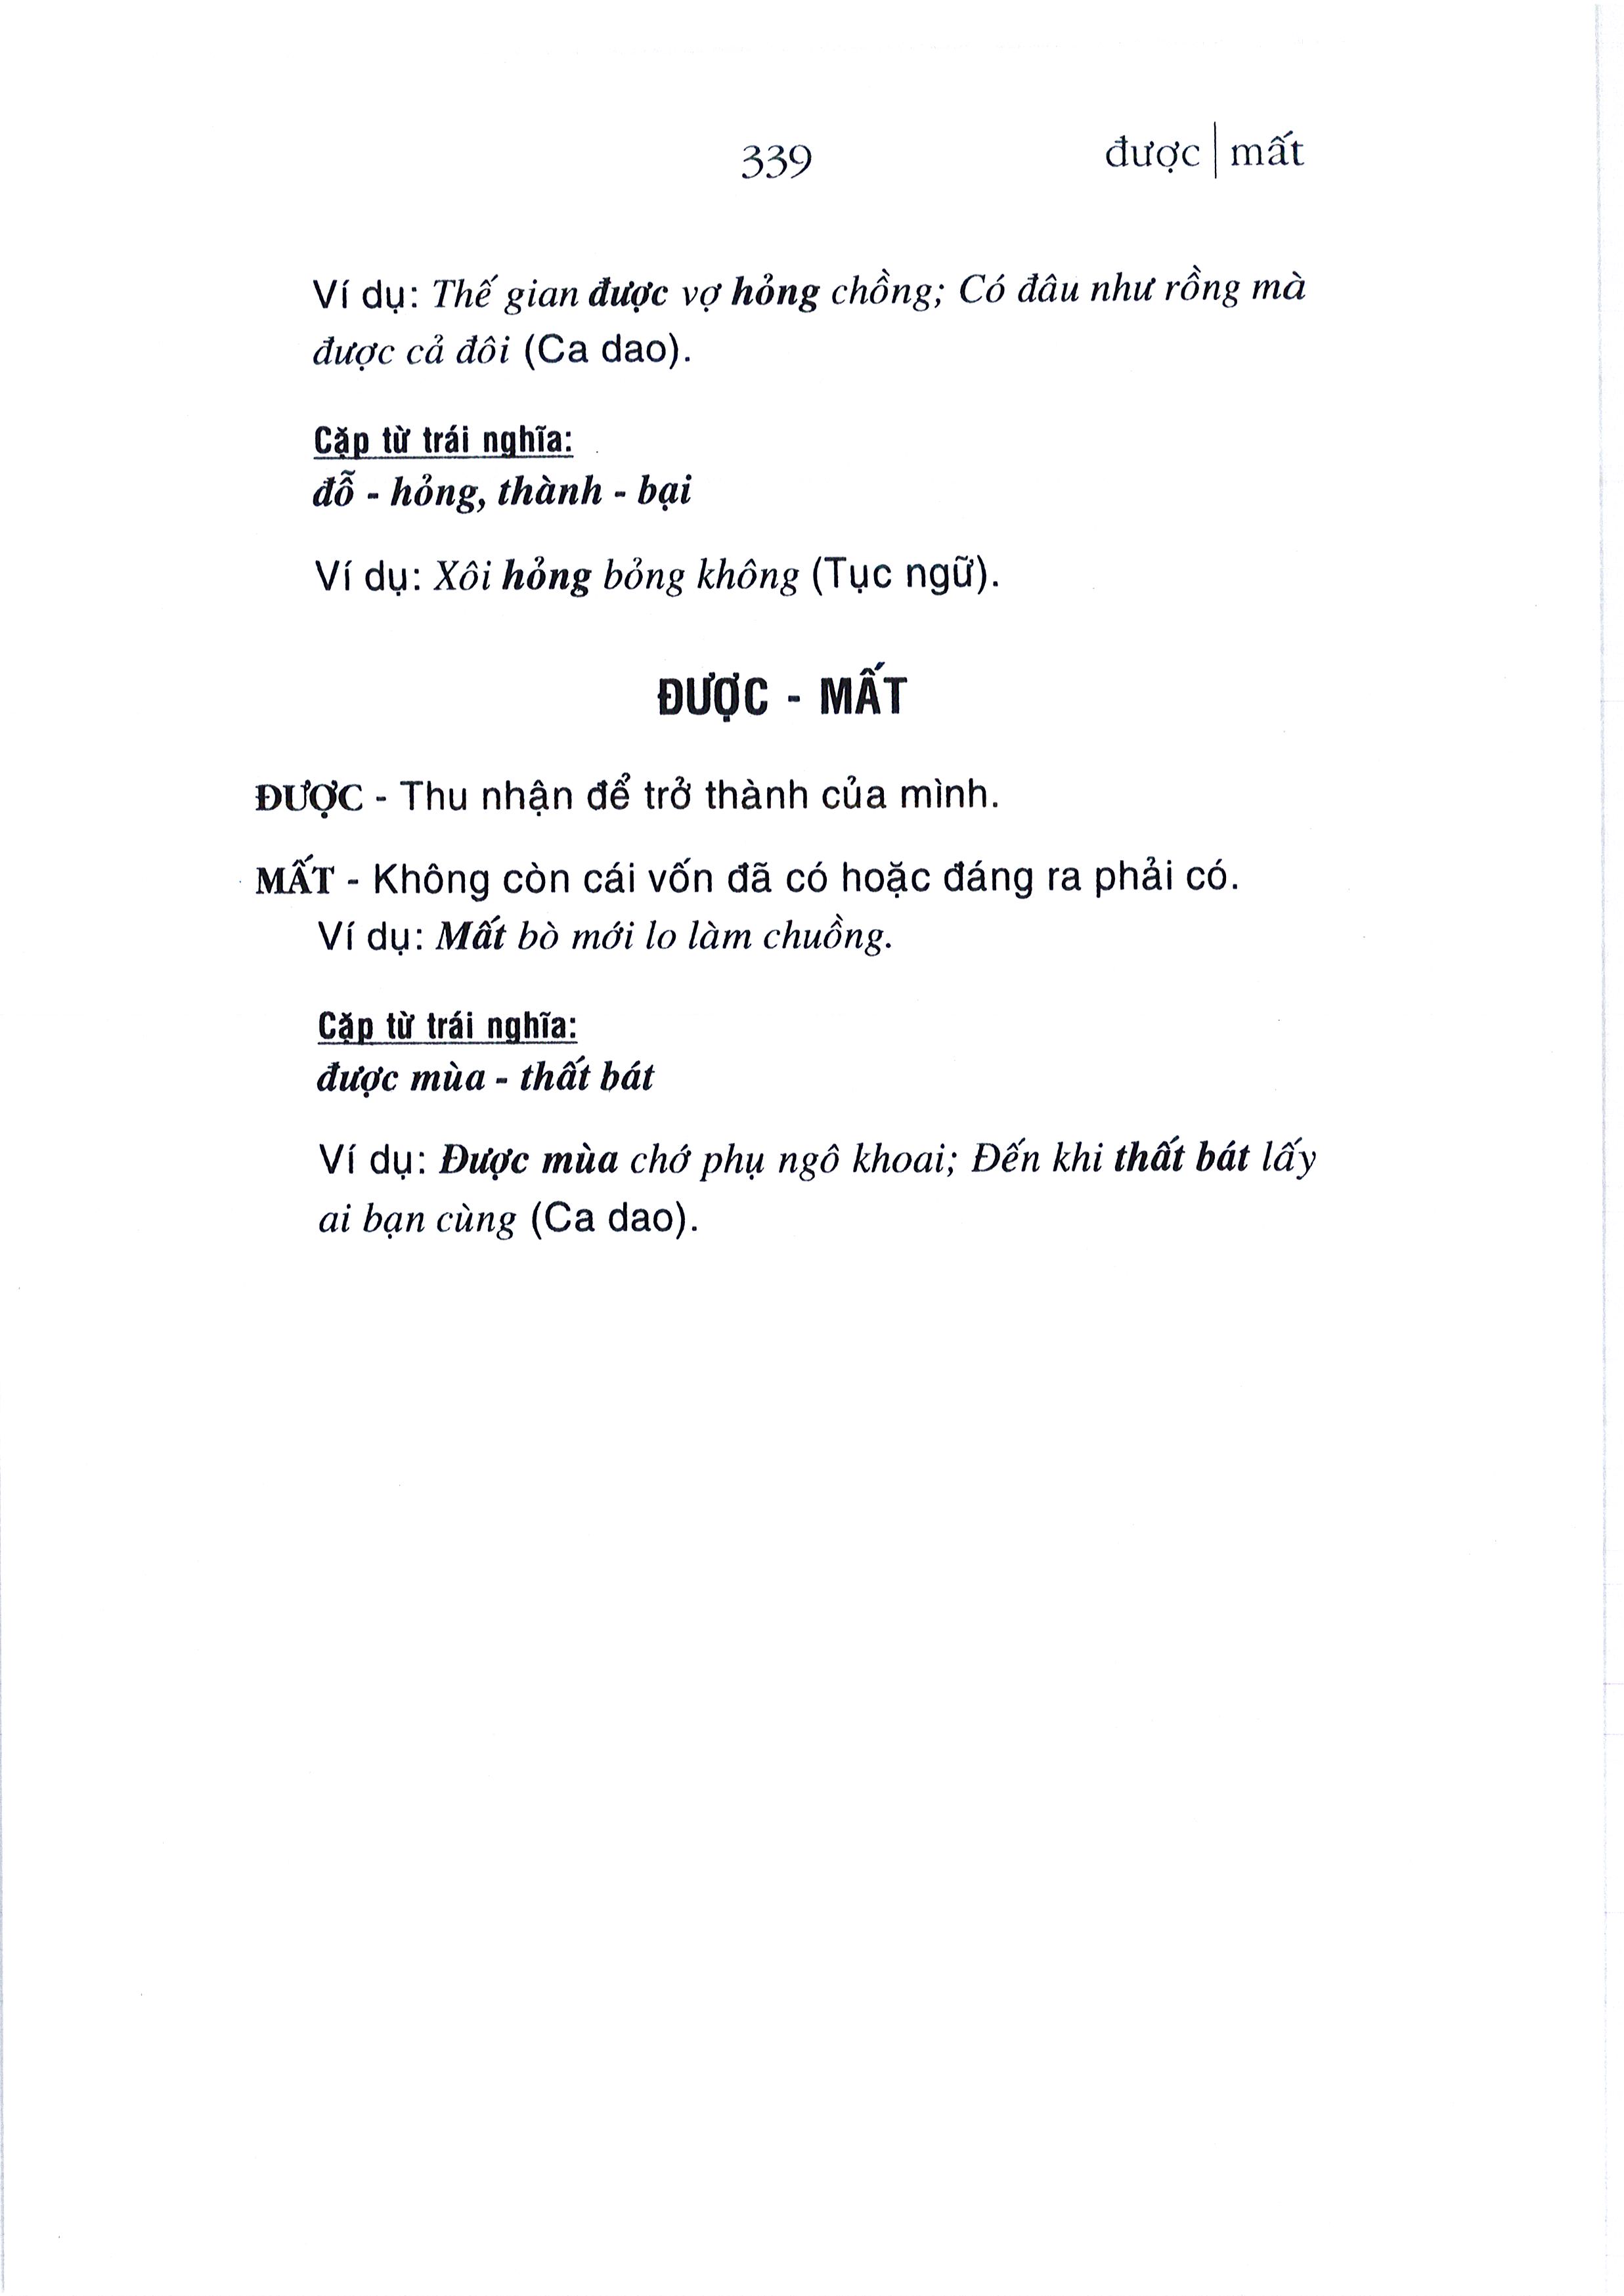 339 được | mất
Ví dụ: Thế gian được vợ hỏng chồng; Có đâu như rồng mà
được cả đôi (Ca dao).
Cặp từ trái nghĩa:
đỗ - hỏng, thành - bại
Ví dụ: Xôi hỏng bỏng không (Tục ngữ).
ĐƯỢC - MẤT
ĐƯỢC - Thu nhận để trở thành của mình.
MẤT - Không còn cái vốn đã có hoặc đáng ra phải có.
Ví dụ: Mất bò mới lo làm chuồng.
Cặp từ trái nghĩa:
được mùa - thất bát
Ví dụ: Được mùa chớ phụ ngô khoai; Đến khi thất bát lấy
ai bạn cùng (Ca dao).